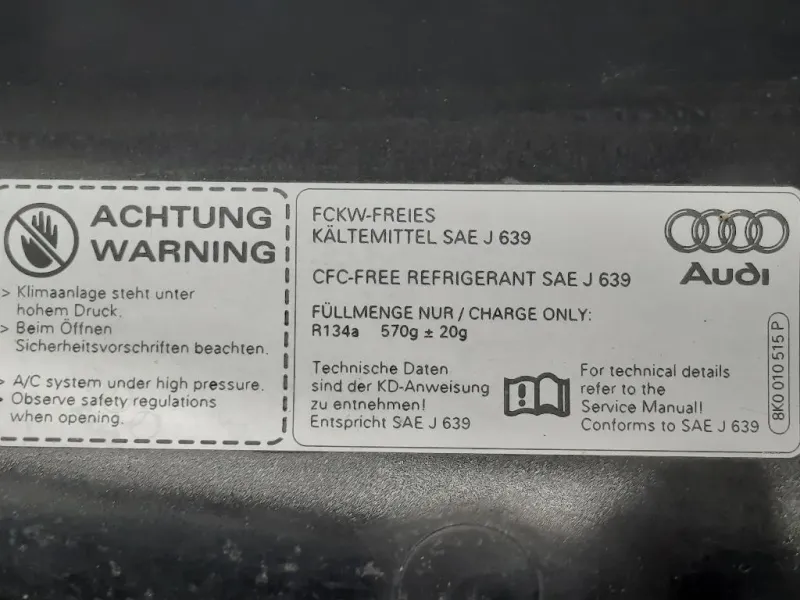 ACHTUNG
WARNING
> Klimaanlage steht unter
hohem Druck.
> Beim Öffnen
Sicherheitsvorschriften beachten.
> A/C system under high pressure.
Observe safety regulations
when opening.
FCKW-FREIES
KÄLTEMITTEL SAE J 639
CFC-FREE REFRIGERANT SAE J 639
FÜLLMENGE NUR / CHARGE ONLY:
R134a 570g ± 20g
Technische Daten
sind der KD-Anweisung
zu entnehmen!
Entspricht SAE J 639
For technical details
refer to the
Service Manual!
Conforms to SAE J 639
Audi
8K0 010 515 P